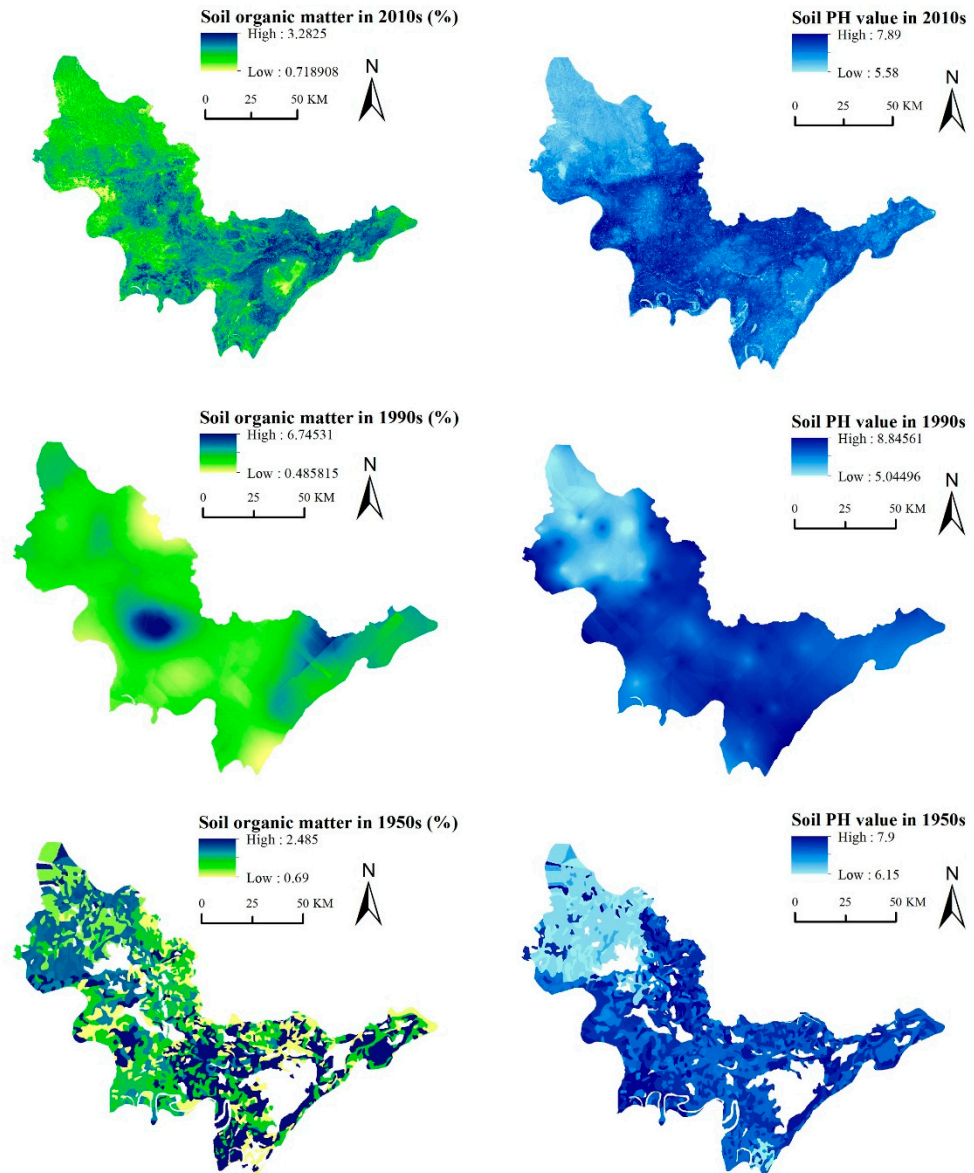 Soil organic matter in 2010s (%)
High : 3.2825
Low : 0.718908
0 25 50 KM
N
Soil PH value in 2010s
High : 7.89
Low : 5.58
0 25 50 KM
N
Soil organic matter in 1990s (%)
High : 6.74531
Low : 0.485815
0 25 50 KM
N
Soil PH value in 1990s
High : 8.84561
Low : 5.04496
0 25 50 KM
N
Soil organic matter in 1950s (%)
High : 2.485
Low : 0.69
0 25 50 KM
N
Soil PH value in 1950s
High : 7.9
Low : 6.15
0 25 50 KM
N